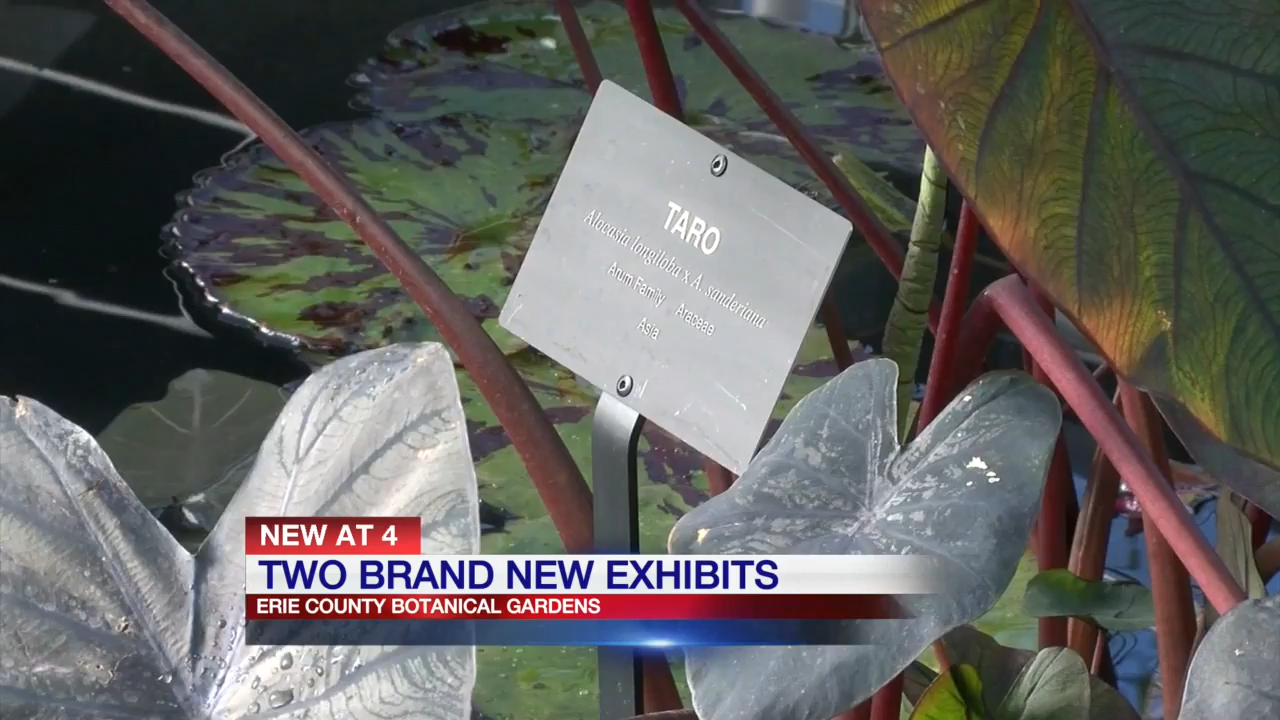 TARO
Alocasia longiloba x A. sanderiana
Arum Family Araceae
Asia
NEW AT 4
TWO BRAND NEW EXHIBITS
ERIE COUNTY BOTANICAL GARDENS